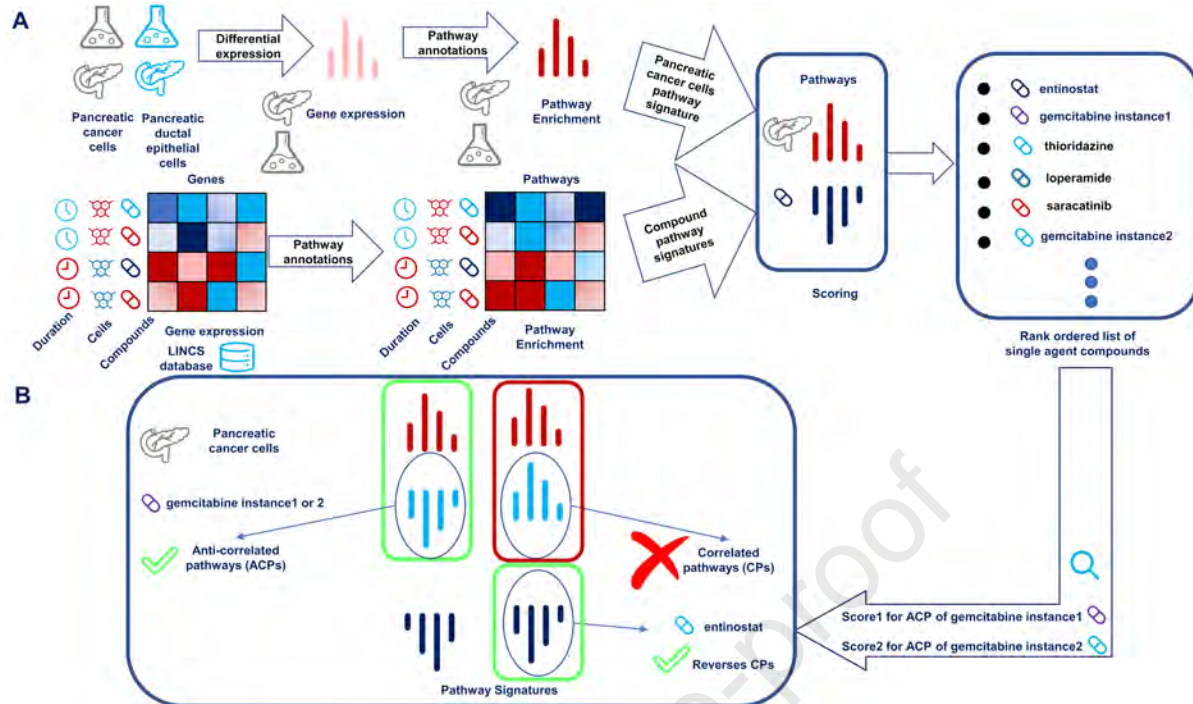 A
Differential
expression
Pathway
annotations
Pancreatic
cancer
cells
Pancreatic
ductal
epithelial
cells
Gene expression
Pathway
Enrichment
Pancreatic
cancer cells
pathway
signature
Pathways
Scoring
entinostat
gemcitabine instance1
thioridazine
loperamide
saracatinib
gemcitabine instance2
Rank ordered list of
single agent compounds
Genes
Pathway
annotations
Pathways
Compound
pathway
signatures
Duration
Cells
Compounds
Gene expression
LINCS
database
Duration
Cells
Compounds
Pathway
Enrichment
B
Pancreatic
cancer cells
gemcitabine instance1 or 2
Anti-correlated
pathways (ACPs)
Correlated
pathways (CPs)
entinostat
Reverses CPs
Pathway Signatures
Score1 for ACP of gemcitabine instance1
Score2 for ACP of gemcitabine instance2
e-proof